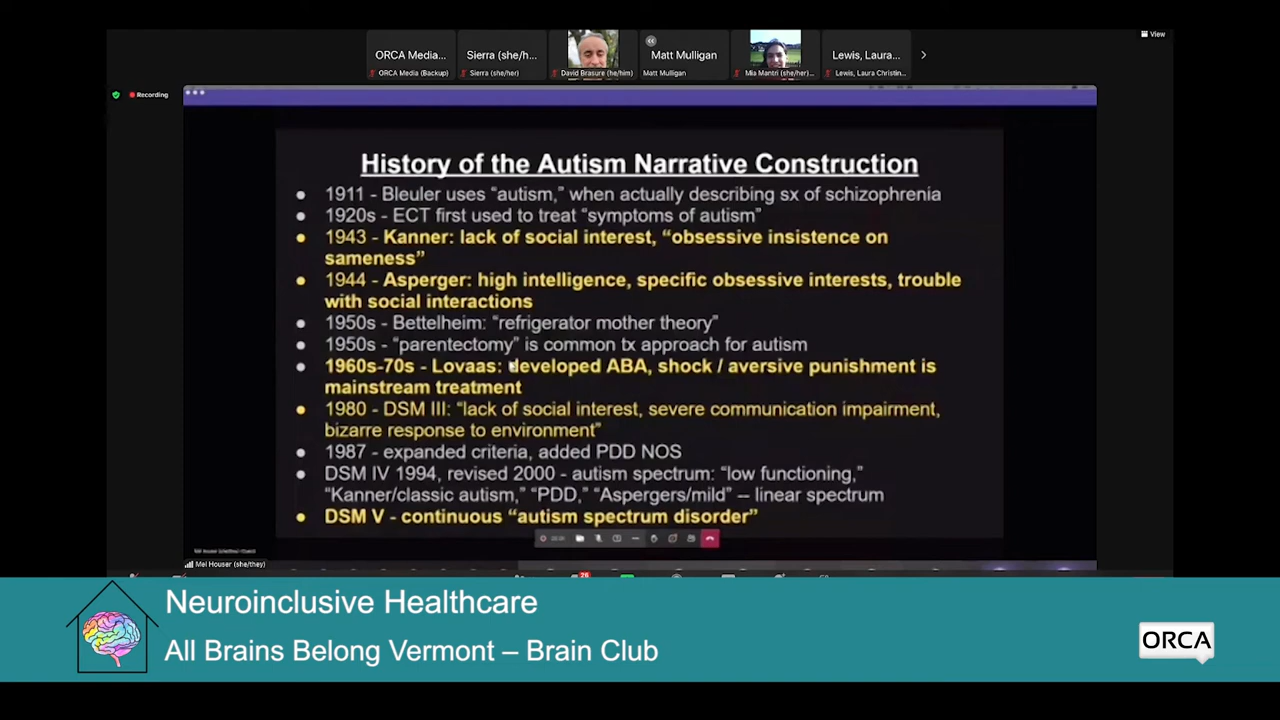 View
ORCA Media...
Sierra (she/h...
Matt Mulligan
Lewis, Laura...
ORCA Media (Backup)
Sierra (she/her)
David Brasure (he/him)
Matt Mulligan
Mia Mantri (she/her)...
Lewis, Laura Christin...
Recording
History of the Autism Narrative Construction
• 1911 - Bleuler uses “autism,” when actually describing sx of schizophrenia
• 1920s - ECT first used to treat “symptoms of autism”
• 1943 - Kanner: lack of social interest, “obsessive insistence on
sameness”
• 1944 - Asperger: high intelligence, specific obsessive interests, trouble
with social interactions
• 1950s - Bettelheim: “refrigerator mother theory”
• 1950s - “parentectomy” is common tx approach for autism
• 1960s-70s - Lovaas: developed ABA, shock / aversive punishment is
mainstream treatment
• 1980 - DSM III: “lack of social interest, severe communication impairment,
bizarre response to environment”
• 1987 - expanded criteria, added PDD NOS
• DSM IV 1994, revised 2000 - autism spectrum: “low functioning,”
“Kanner/classic autism,” “PDD,” “Aspergers/mild” -- linear spectrum
• DSM V - continuous “autism spectrum disorder”
Mel Houser (she/they)
26
Neuroinclusive Healthcare
All Brains Belong Vermont – Brain Club
ORCA